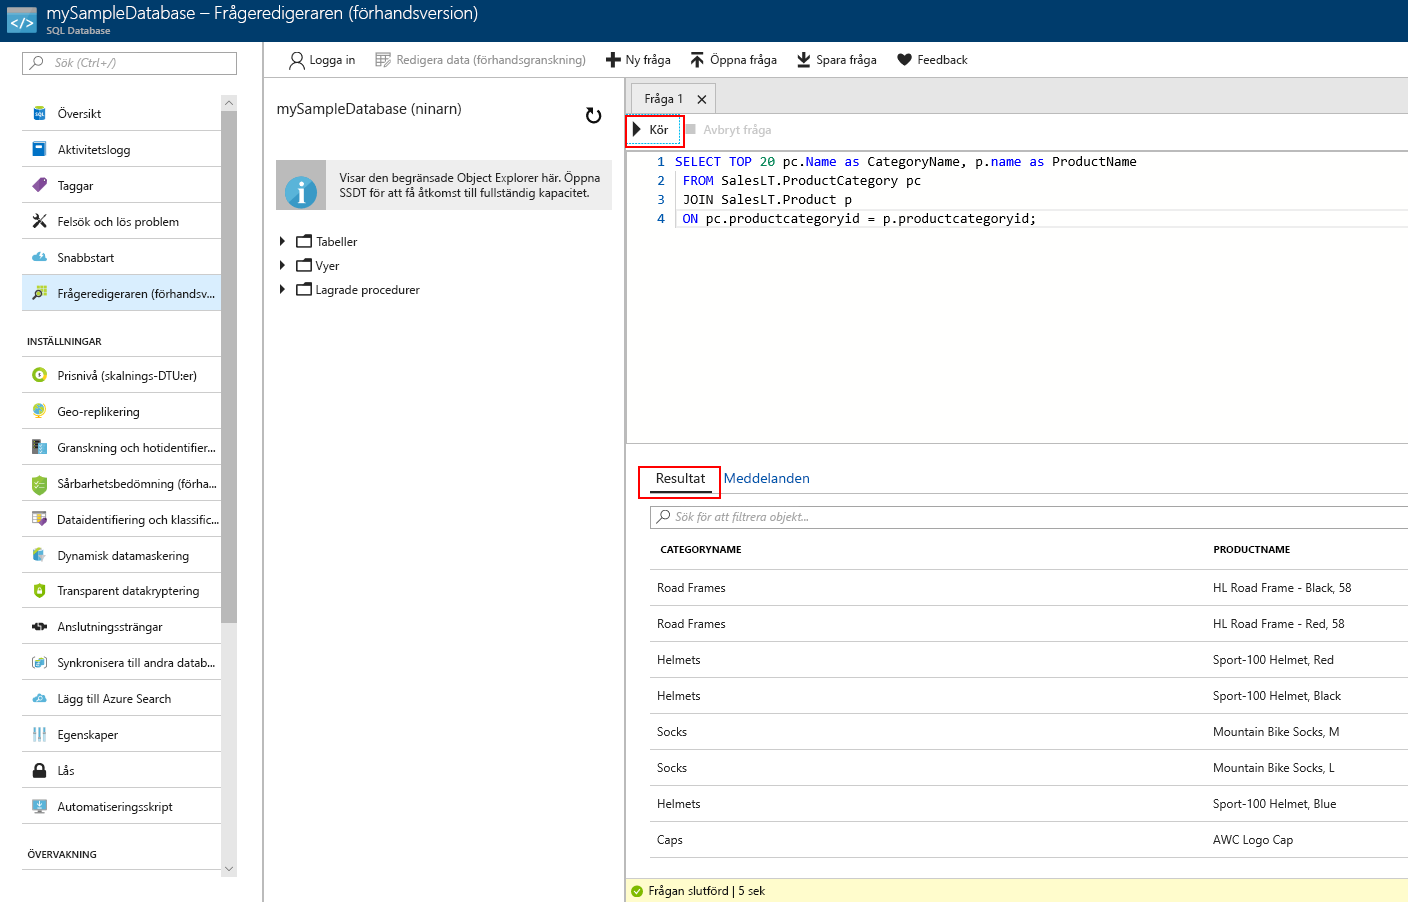 mySampleDatabase – Frågeredigeraren (förhandsversion)
SQL Database
Sök (Ctrl+/)
Översikt
Aktivitetslogg
Taggar
Felsök och lös problem
Snabbstart
Frågeredigeraren (förhandsv...
INSTÄLLNINGAR
Prisnivå (skalnings-DTU:er)
Geo-replikering
Granskning och hotidentifier...
Sårbarhetsbedömning (förha...
Dataidentifiering och klassific...
Dynamisk datamaskering
Transparent datakryptering
Anslutningssträngar
Synkronisera till andra datab...
Lägg till Azure Search
Egenskaper
Lås
Automatiseringsskript
ÖVERVAKNING
Logga in
Redigera data (förhandsgranskning)
Ny fråga
Öppna fråga
Spara fråga
Feedback
mySampleDatabase (ninarn)
Visar den begränsade Object Explorer här. Öppna
SSDT för att få åtkomst till fullständig kapacitet.
Tabeller
Vyer
Lagrade procedurer
Fråga 1
Kör
Avbryt fråga
1 SELECT TOP 20 pc.Name as CategoryName, p.name as ProductName
2 FROM SalesLT.ProductCategory pc
3 JOIN SalesLT.Product p
4 ON pc.productcategoryid = p.productcategoryid;
Resultat Meddelanden
Sök för att filtrera objekt...
CATEGORYNAME PRODUCTNAME
Road Frames HL Road Frame - Black, 58
Road Frames HL Road Frame - Red, 58
Helmets Sport-100 Helmet, Red
Helmets Sport-100 Helmet, Black
Socks Mountain Bike Socks, M
Socks Mountain Bike Socks, L
Helmets Sport-100 Helmet, Blue
Caps AWC Logo Cap
Frågan slutförd | 5 sek